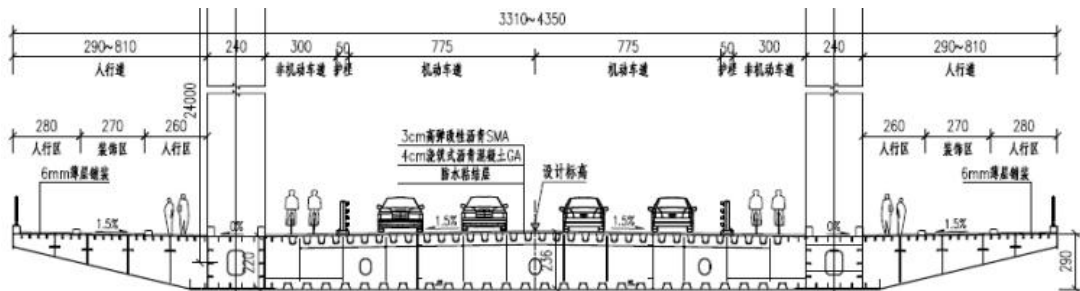 3310~4350
290~810 240 300 50 775 775 50 300 240 290~810
人行道 非机动车道 护栏 机动车道 机动车道 护栏 非机动车道 人行道
24000
280 270 260 260 270 280
人行区 装饰区 人行区 人行区 装饰区 人行区
3cm高弹改性沥青SMA
4cm浇筑式沥青混凝土GA
防水粘结层
设计标高
6mm薄层铺装 6mm薄层铺装
1.5% 0% 1.5% 1.5% 0% 1.5%
220 236 290